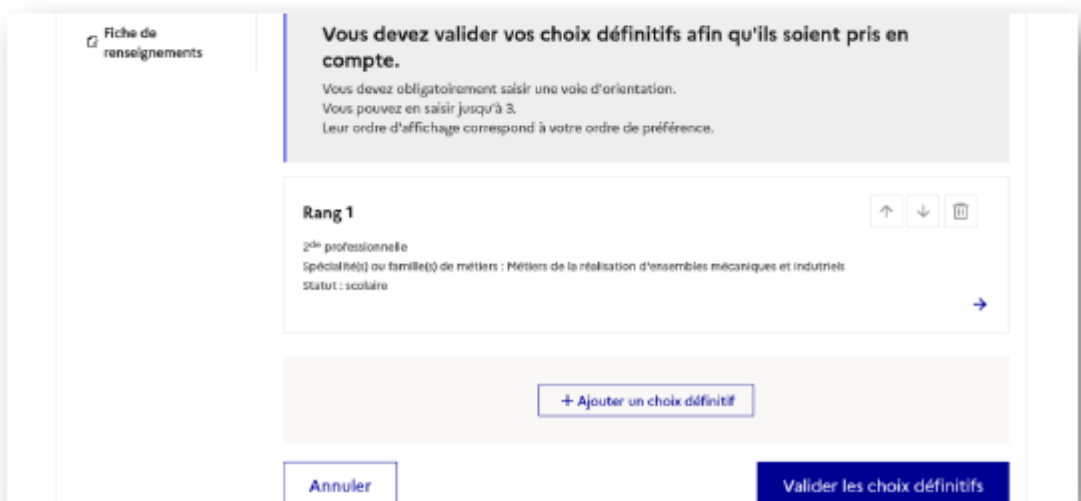 Fiche de
renseignements
Vous devez valider vos choix définitifs afin qu'ils soient pris en
compte.
Vous devez obligatoirement saisir une voie d'orientation.
Vous pouvez en saisir jusqu'à 3.
Leur ordre d'affichage correspond à votre ordre de préférence.
Rang 1
2de professionnelle
Spécialité(s) ou famille(s) de métiers : Métiers de la réalisation d'ensembles mécaniques et indutriels
Statut : scolaire
+ Ajouter un choix définitif
Annuler
Valider les choix définitifs